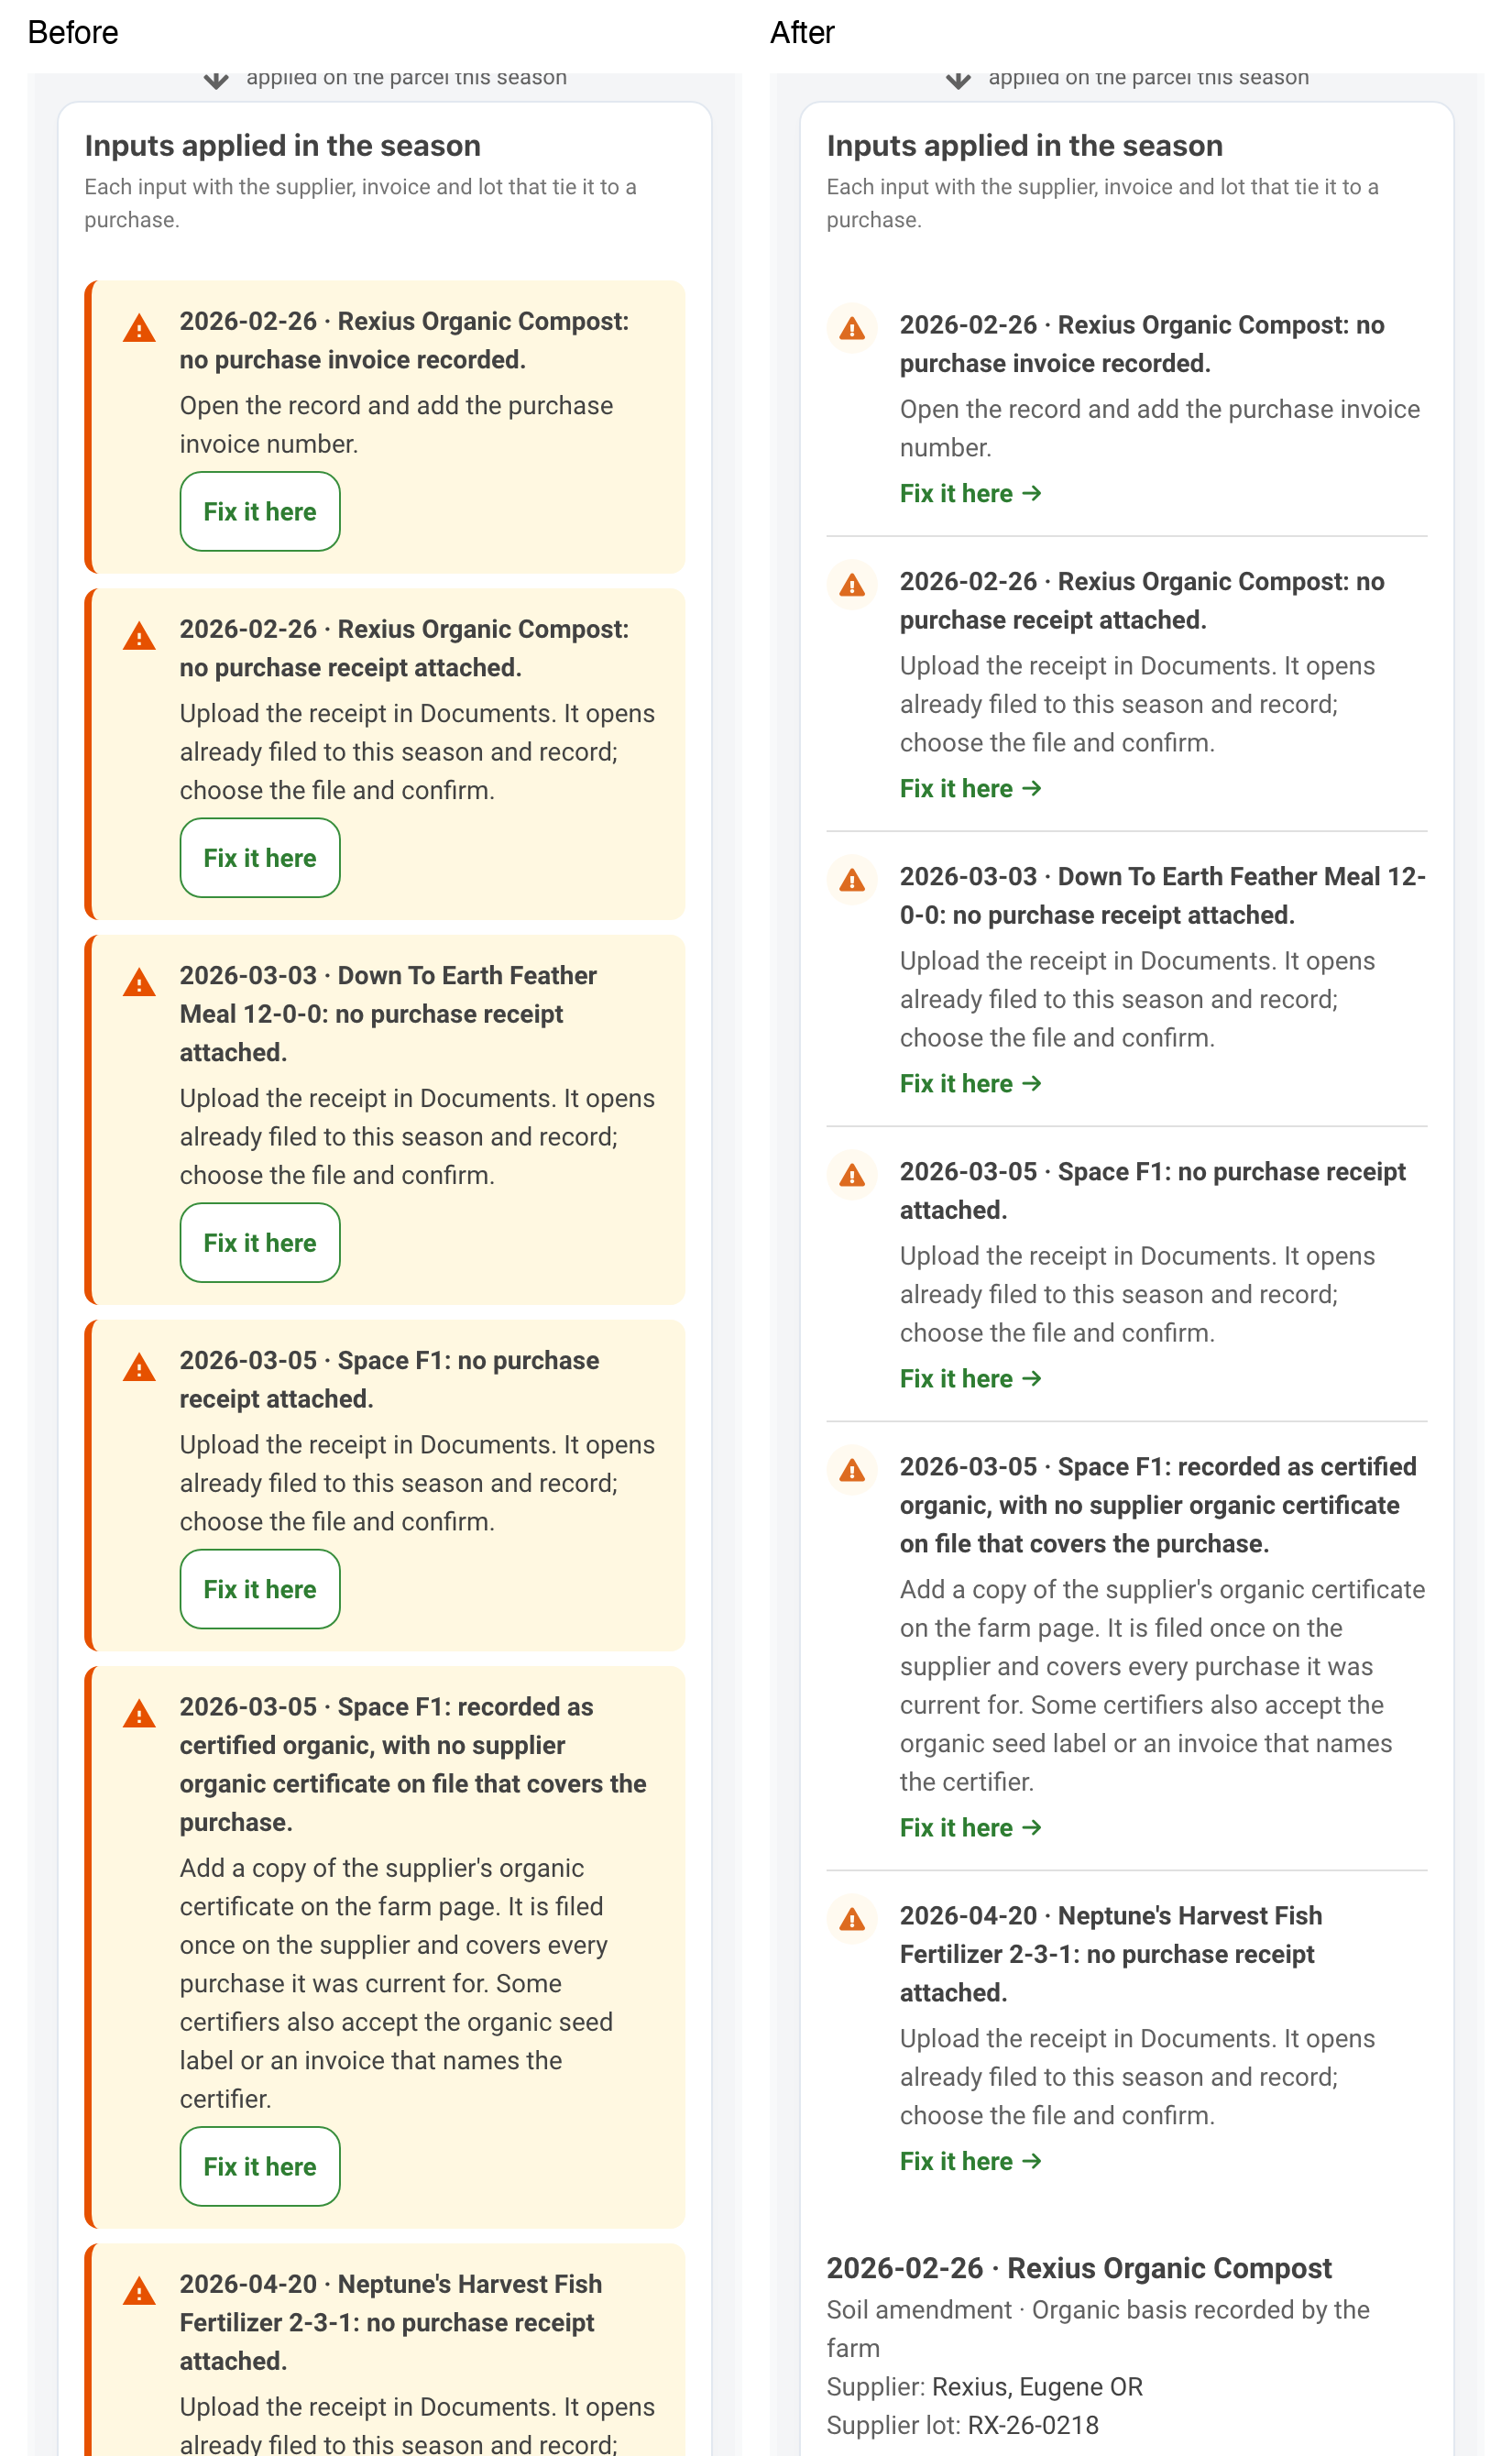 Before
applied on the parcel this season
Inputs applied in the season
Each input with the supplier, invoice and lot that tie it to a
purchase.
2026-02-26 · Rexius Organic Compost:
no purchase invoice recorded.
Open the record and add the purchase
invoice number.
Fix it here
2026-02-26 · Rexius Organic Compost:
no purchase receipt attached.
Upload the receipt in Documents. It opens
already filed to this season and record;
choose the file and confirm.
Fix it here
2026-03-03 · Down To Earth Feather
Meal 12-0-0: no purchase receipt
attached.
Upload the receipt in Documents. It opens
already filed to this season and record;
choose the file and confirm.
Fix it here
2026-03-05 · Space F1: no purchase
receipt attached.
Upload the receipt in Documents. It opens
already filed to this season and record;
choose the file and confirm.
Fix it here
2026-03-05 · Space F1: recorded as
certified organic, with no supplier
organic certificate on file that covers the
purchase.
Add a copy of the supplier's organic
certificate on the farm page. It is filed
once on the supplier and covers every
purchase it was current for. Some
certifiers also accept the organic seed
label or an invoice that names the
certifier.
Fix it here
2026-04-20 · Neptune's Harvest Fish
Fertilizer 2-3-1: no purchase receipt
attached.
Upload the receipt in Documents. It opens
already filed to this season and record;
After
applied on the parcel this season
Inputs applied in the season
Each input with the supplier, invoice and lot that tie it to a
purchase.
2026-02-26 · Rexius Organic Compost: no
purchase invoice recorded.
Open the record and add the purchase invoice
number.
Fix it here →
2026-02-26 · Rexius Organic Compost: no
purchase receipt attached.
Upload the receipt in Documents. It opens
already filed to this season and record;
choose the file and confirm.
Fix it here →
2026-03-03 · Down To Earth Feather Meal 12-
0-0: no purchase receipt attached.
Upload the receipt in Documents. It opens
already filed to this season and record;
choose the file and confirm.
Fix it here →
2026-03-05 · Space F1: no purchase receipt
attached.
Upload the receipt in Documents. It opens
already filed to this season and record;
choose the file and confirm.
Fix it here →
2026-03-05 · Space F1: recorded as certified
organic, with no supplier organic certificate
on file that covers the purchase.
Add a copy of the supplier's organic certificate
on the farm page. It is filed once on the
supplier and covers every purchase it was
current for. Some certifiers also accept the
organic seed label or an invoice that names
the certifier.
Fix it here →
2026-04-20 · Neptune's Harvest Fish
Fertilizer 2-3-1: no purchase receipt
attached.
Upload the receipt in Documents. It opens
already filed to this season and record;
choose the file and confirm.
Fix it here →
2026-02-26 · Rexius Organic Compost
Soil amendment · Organic basis recorded by the
farm
Supplier: Rexius, Eugene OR
Supplier lot: RX-26-0218